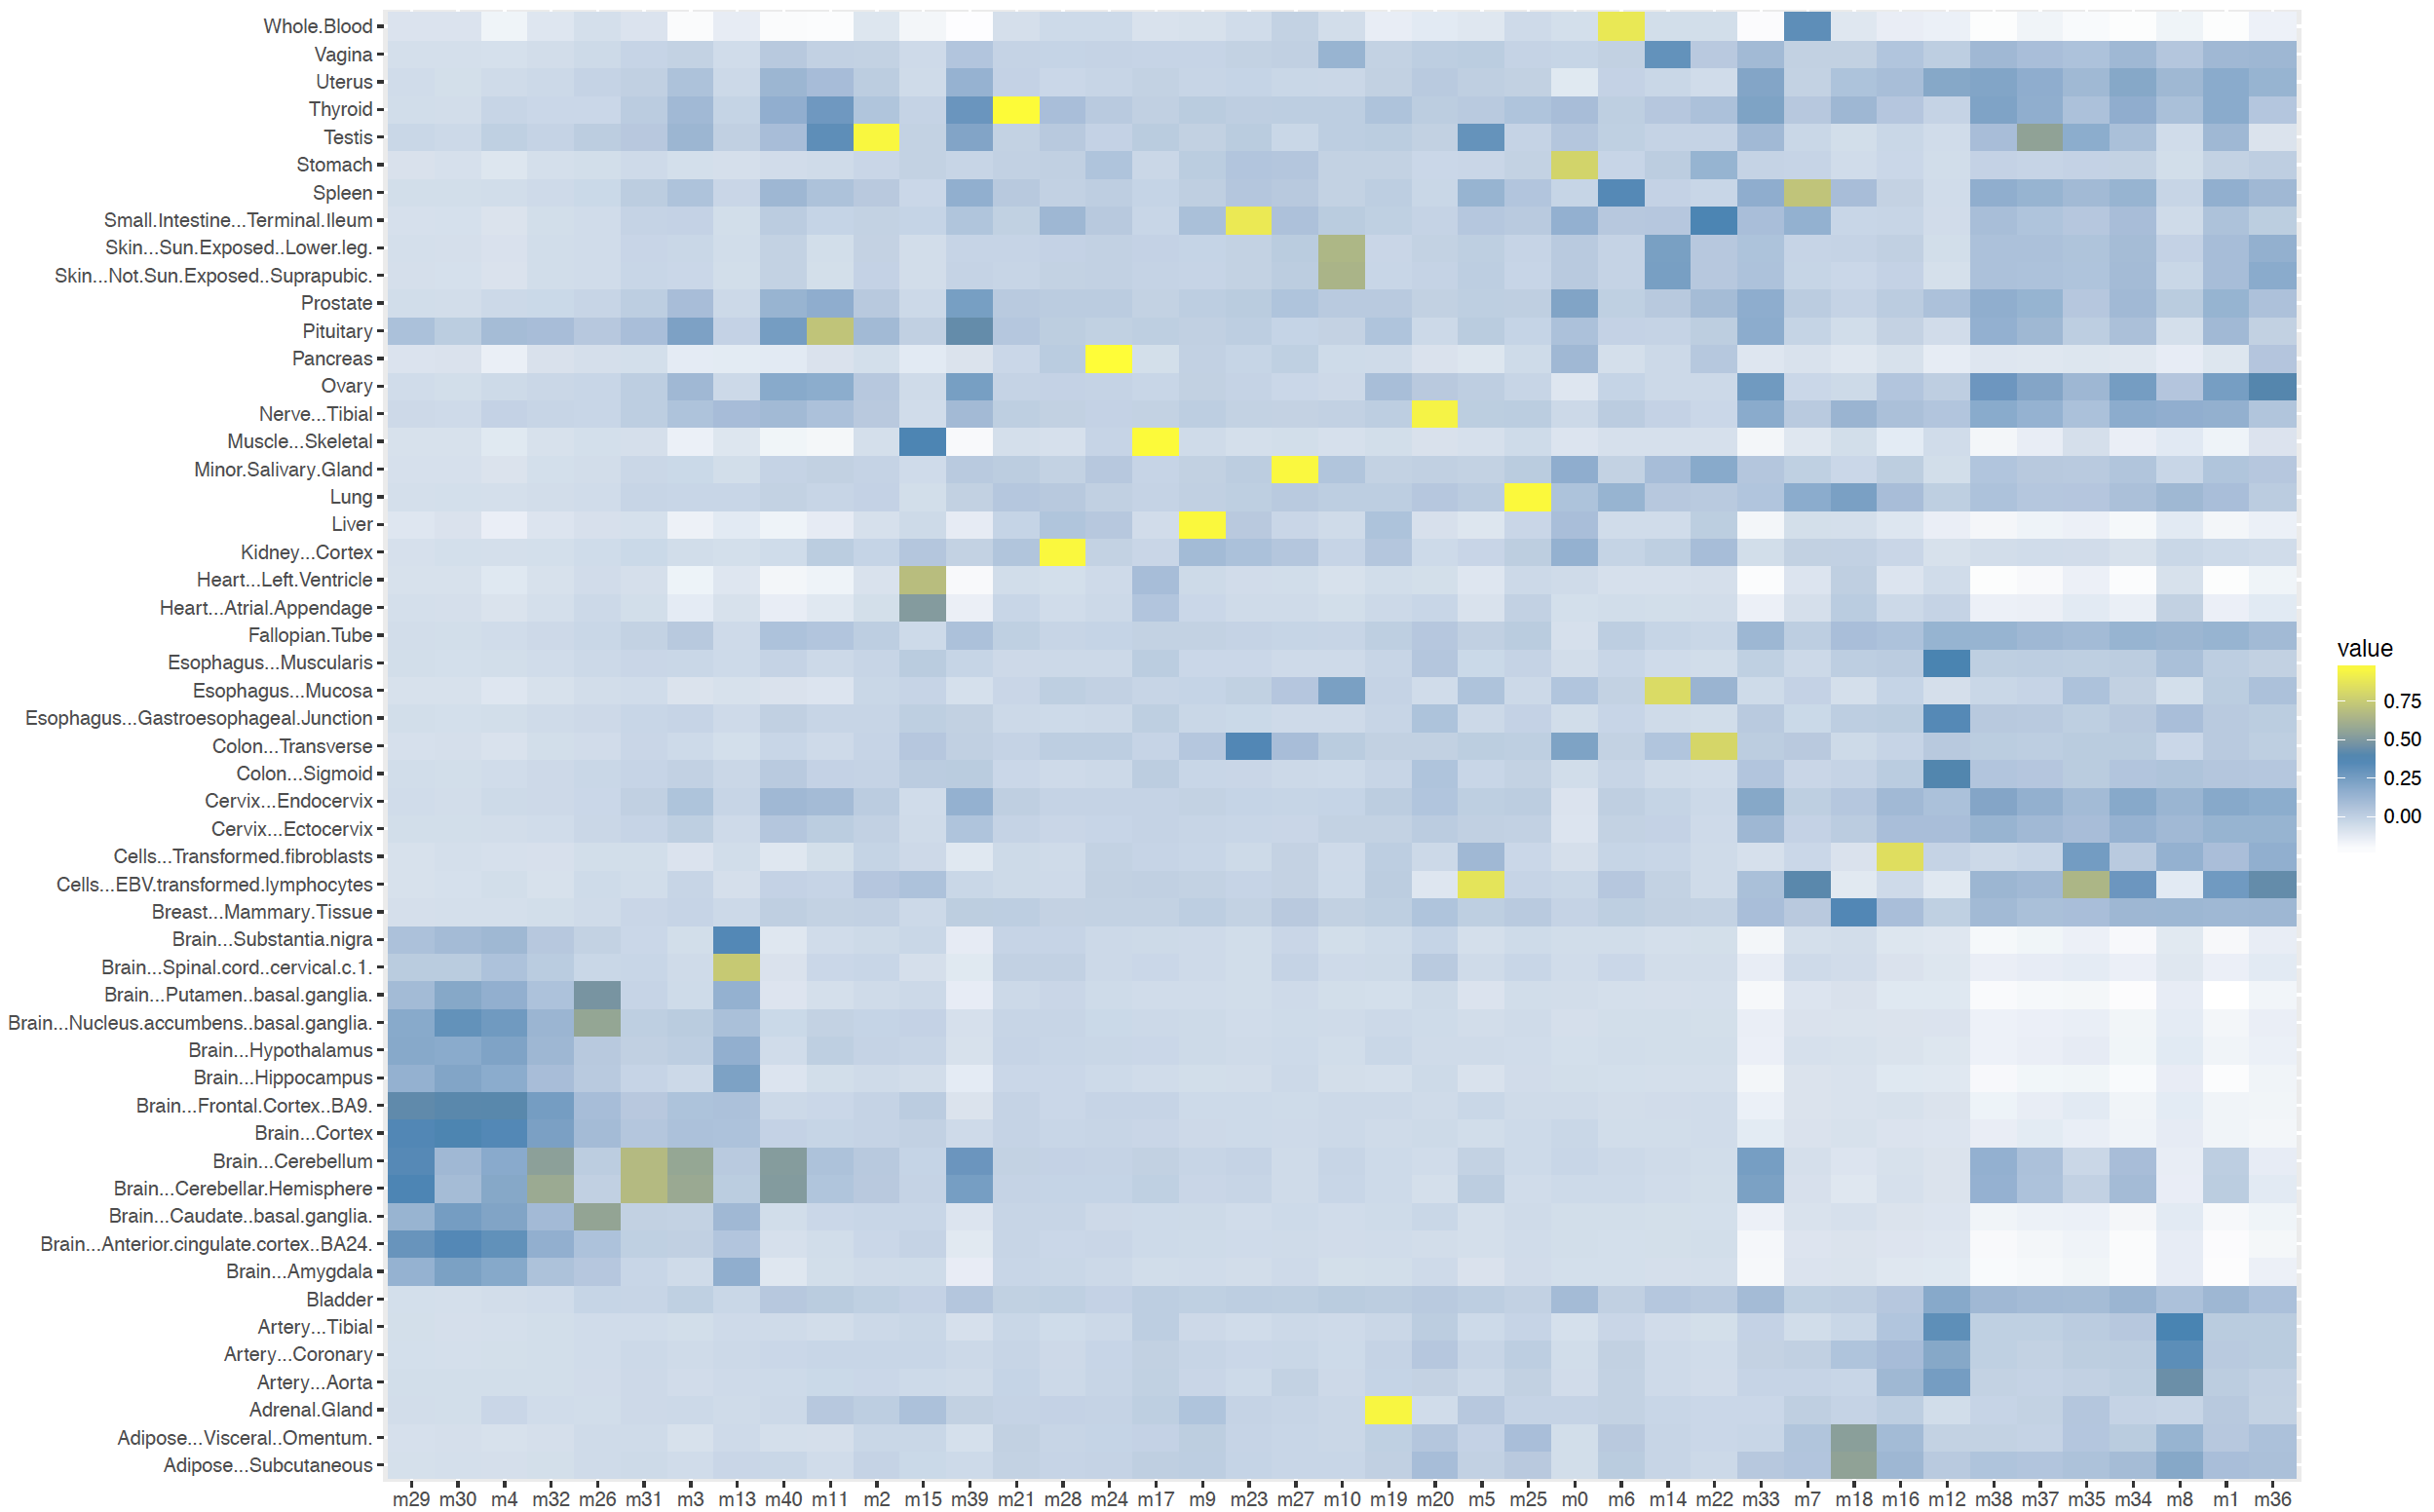 Whole.Blood
Vagina
Uterus
Thyroid
Testis
Stomach
Spleen
Small.Intestine...Terminal.Ileum
Skin...Sun.Exposed..Lower.leg.
Skin...Not.Sun.Exposed..Suprapubic.
Prostate
Pituitary
Pancreas
Ovary
Nerve...Tibial
Muscle...Skeletal
Minor.Salivary.Gland
Lung
Liver
Kidney...Cortex
Heart...Left.Ventricle
Heart...Atrial.Appendage
Fallopian.Tube
Esophagus...Muscularis
Esophagus...Mucosa
Esophagus...Gastroesophageal.Junction
Colon...Transverse
Colon...Sigmoid
Cervix...Endocervix
Cervix...Ectocervix
Cells...Transformed.fibroblasts
Cells...EBV.transformed.lymphocytes
Breast...Mammary.Tissue
Brain...Substantia.nigra
Brain...Spinal.cord..cervical.c.1.
Brain...Putamen..basal.ganglia.
Brain...Nucleus.accumbens..basal.ganglia.
Brain...Hypothalamus
Brain...Hippocampus
Brain...Frontal.Cortex..BA9.
Brain...Cortex
Brain...Cerebellum
Brain...Cerebellar.Hemisphere
Brain...Caudate..basal.ganglia.
Brain...Anterior.cingulate.cortex..BA24.
Brain...Amygdala
Bladder
Artery...Tibial
Artery...Coronary
Artery...Aorta
Adrenal.Gland
Adipose...Visceral..Omentum.
Adipose...Subcutaneous
m29 m30 m4 m32 m26 m31 m3 m13 m40 m11 m2 m15 m39 m21 m28 m24 m17 m9 m23 m27 m10 m19 m20 m5 m25 m0 m6 m14 m22 m33 m7 m18 m16 m12 m38 m37 m35 m34 m8 m1 m36
value
0.75
0.50
0.25
0.00